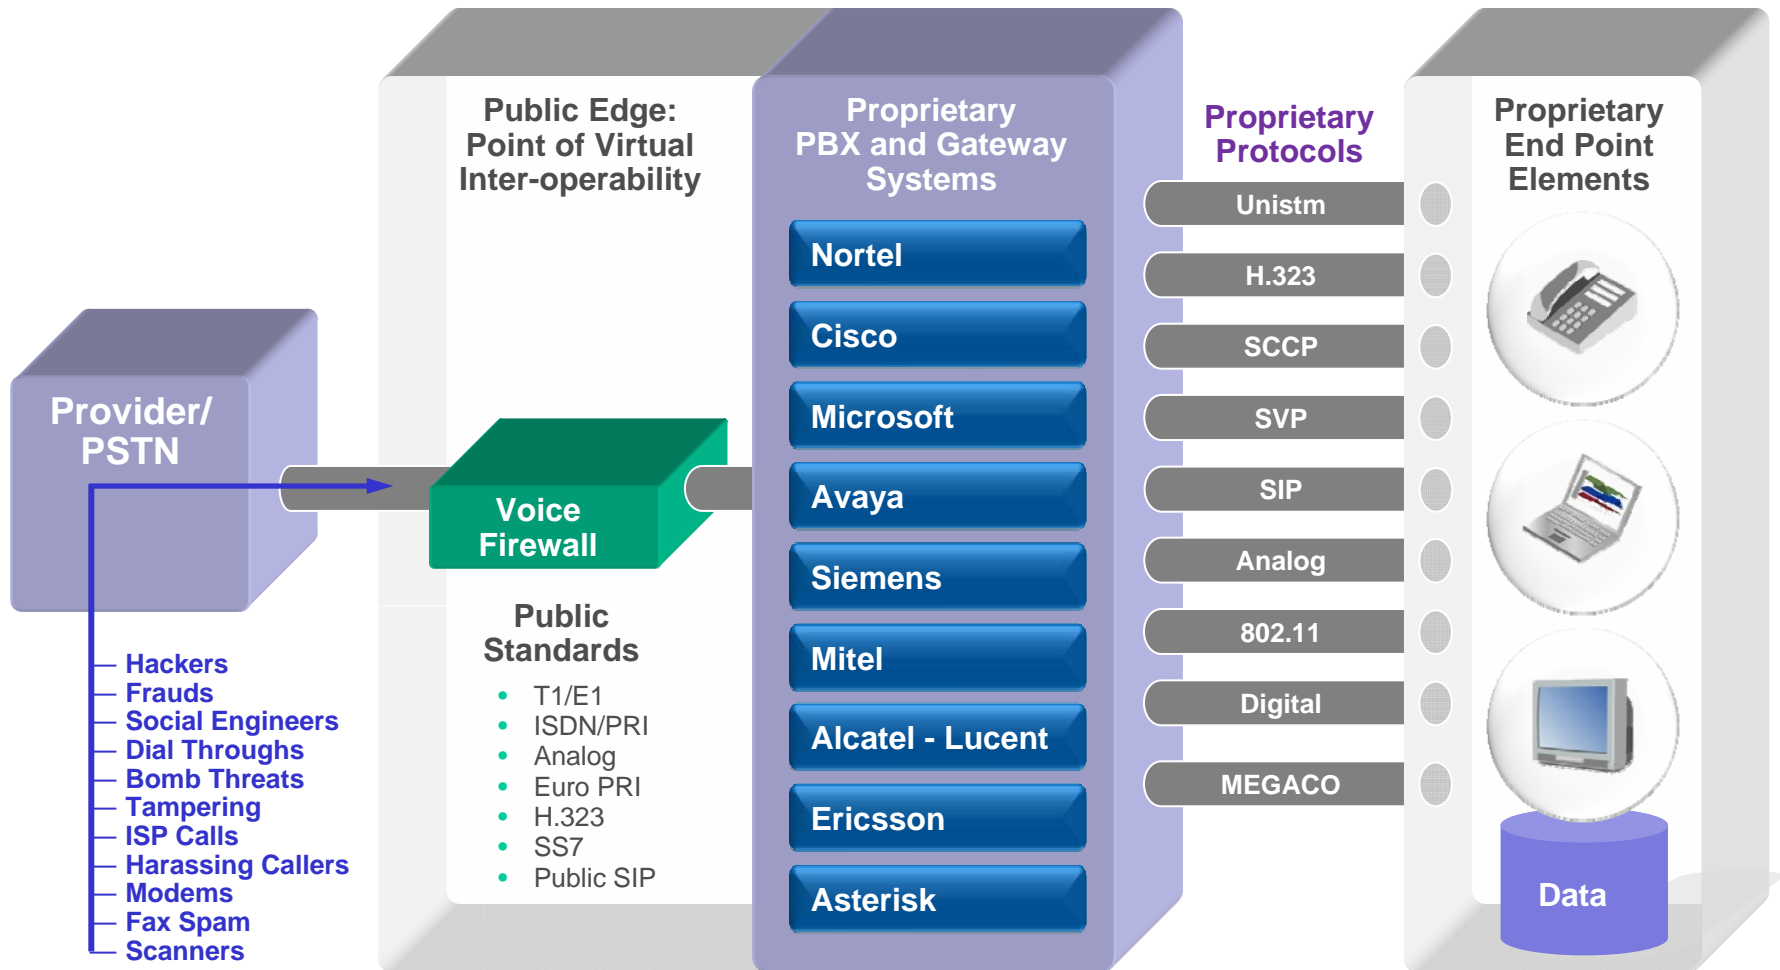 Provider/
PSTN
Hackers
Frauds
Social Engineers
Dial Throughs
Bomb Threats
Tampering
ISP Calls
Harassing Callers
Modems
Fax Spam
Scanners
Public Edge:
Point of Virtual
Inter-operability
Voice
Firewall
Public
Standards
• T1/E1
• ISDN/PRI
• Analog
• Euro PRI
• H.323
• SS7
• Public SIP
Proprietary
PBX and Gateway
Systems
Nortel
Cisco
Microsoft
Avaya
Siemens
Mitel
Alcatel - Lucent
Ericsson
Asterisk
Proprietary
Protocols
Unistm
H.323
SCCP
SVP
SIP
Analog
802.11
Digital
MEGACO
Proprietary
End Point
Elements
Data